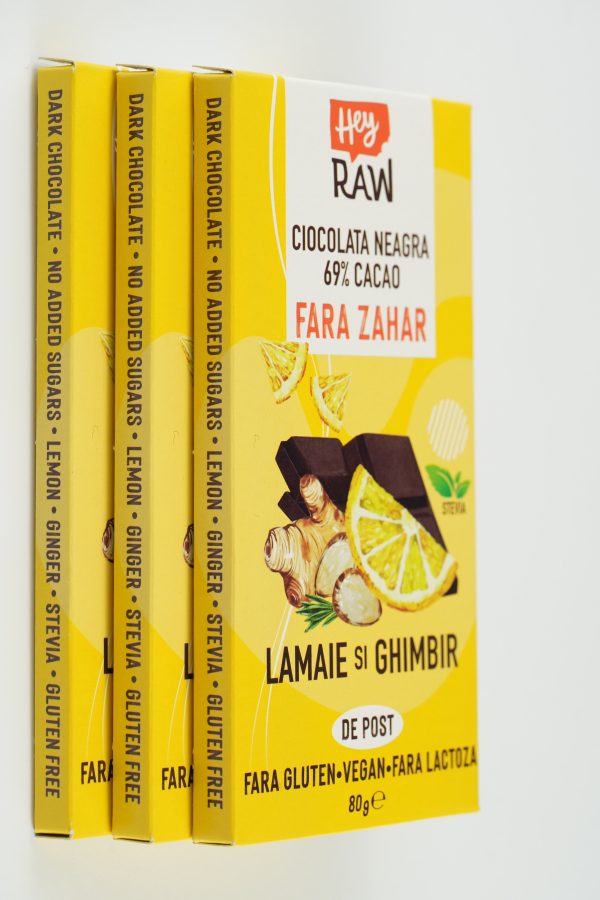 DARK CHOCOLATE • NO ADDED SUGARS • LEMON • GINGER • STEVIA • GLUTEN FREE
FARA
DARK CHOCOLATE • NO ADDED SUGARS • LEMON • GINGER • STEVIA • GLUTEN FREE
FARA
DARK CHOCOLATE • NO ADDED SUGARS • LEMON • GINGER • STEVIA • GLUTEN FREE
Hey
RAW
CIOCOLATA NEAGRA
69% CACAO
FARA ZAHAR
STEVIA
LAMAIE SI GHIMBIR
DE POST
FARA GLUTEN•VEGAN•FARA LACTOZA
80g℮